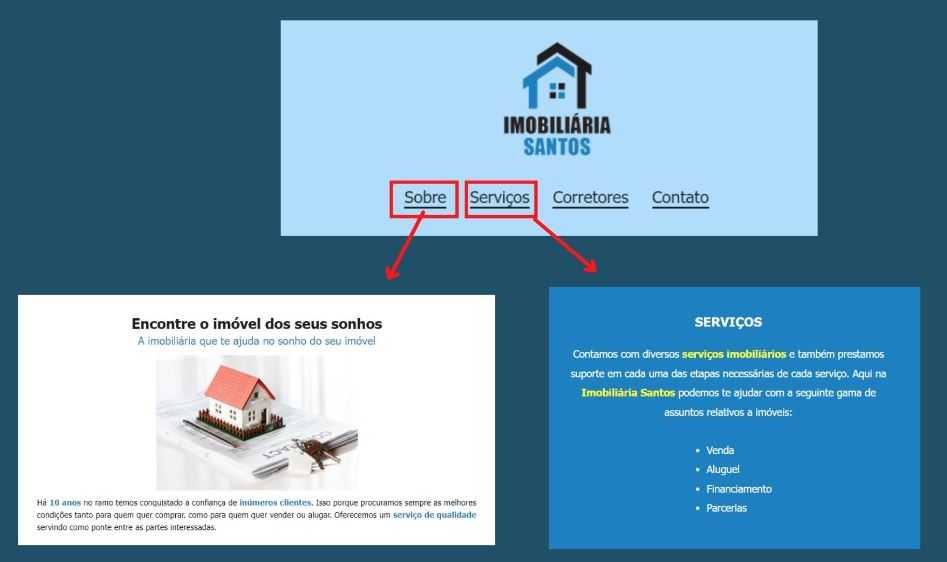 IMOBILIÁRIA
SANTOS
Sobre Serviços Corretores Contato
Encontre o imóvel dos seus sonhos
A imobiliária que te ajuda no sonho do seu imóvel
CONTRACT
Há 10 anos no ramo temos conquistado a confiança de inúmeros clientes. Isso porque procuramos sempre as melhores
condições tanto para quem quer comprar, como para quem quer vender ou alugar. Oferecemos um serviço de qualidade
servindo como ponte entre as partes interessadas.
SERVIÇOS
Contamos com diversos serviços imobiliários e também prestamos
suporte em cada uma das etapas necessárias de cada serviço. Aqui na
Imobiliária Santos podemos te ajudar com a seguinte gama de
assuntos relativos a imóveis:
• Venda
• Aluguel
• Financiamento
• Parcerias